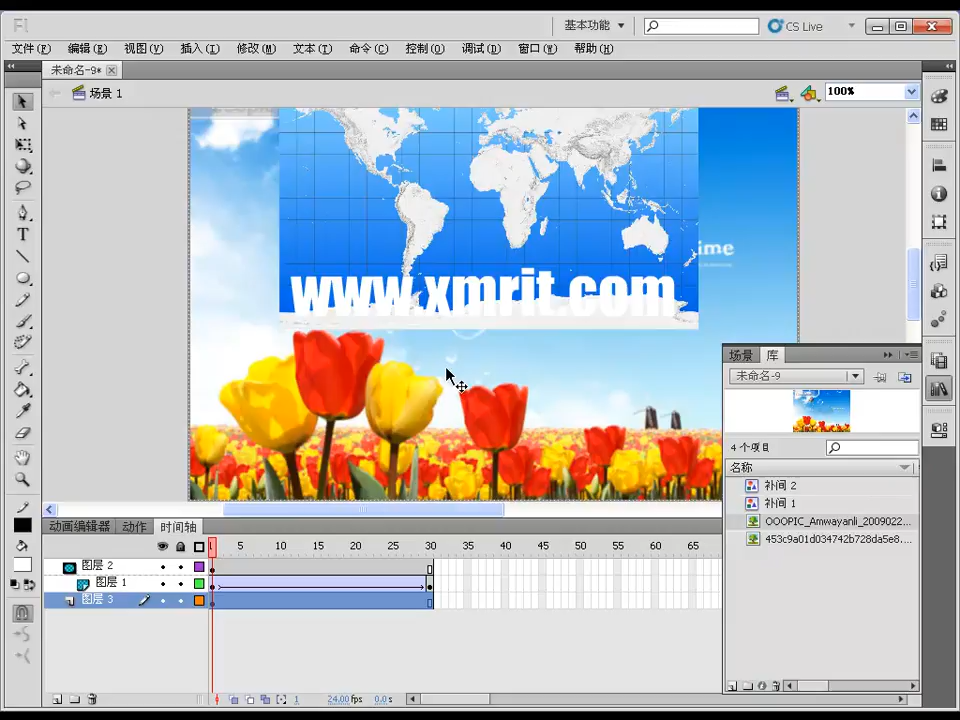 Fl
基本功能
CS Live
文件(F) 编辑(E) 视图(V) 插入(I) 修改(M) 文本(T) 命令(C) 控制(O) 调试(D) 窗口(W) 帮助(H)
未命名-9*
场景 1
100%
ime
www.xmrit.com
场景 库
未命名-9
4 个项目
名称
补间 2
补间 1
OOOPIC_Amwayanli_2009022...
453c9a01d034742b728da5e8...
动画编辑器 动作 时间轴
1 5 10 15 20 25 30 35 40 45 50 55 60 65
图层 2
图层 1
图层 3
1 24.00 fps 0.0 s